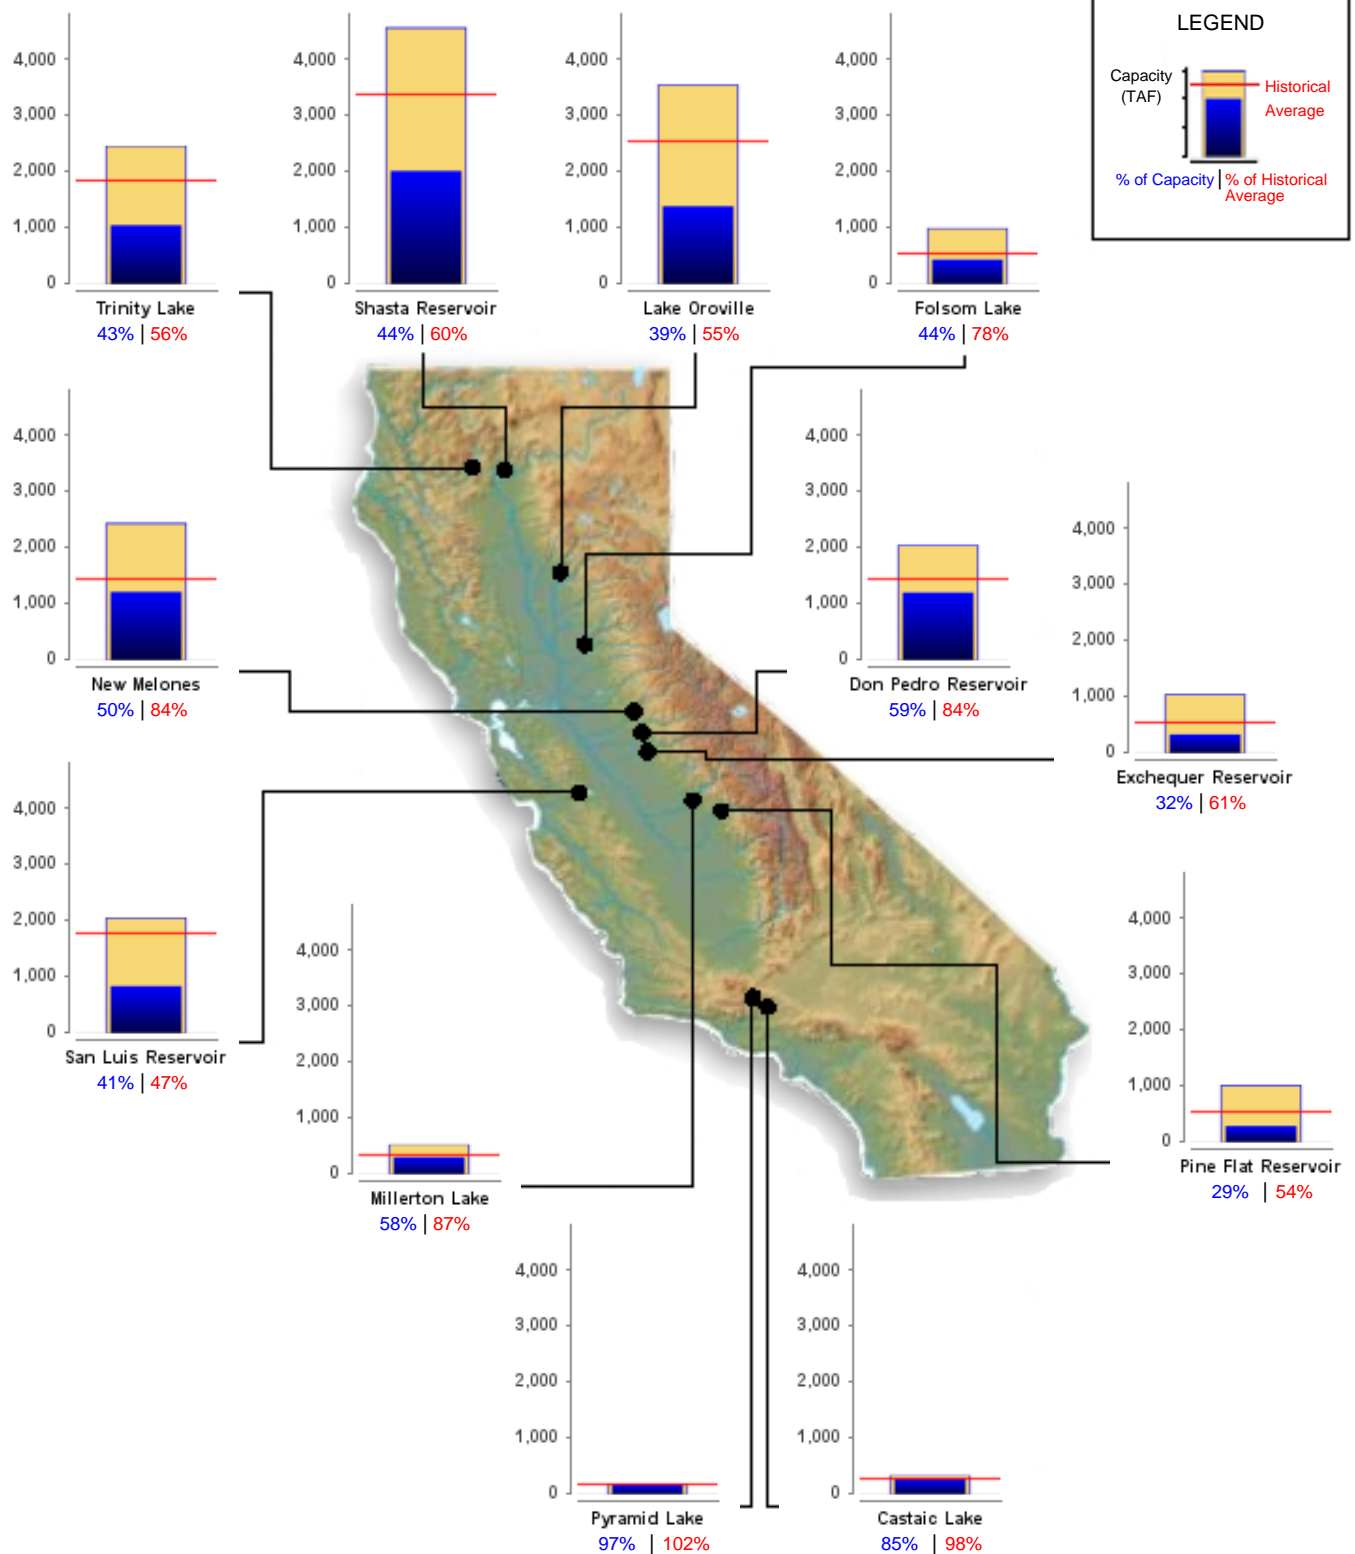 LEGEND
Capacity
(TAF)
Historical
Average
% of Capacity | % of Historical
Average
4,000
3,000
2,000
1,000
0
Trinity Lake
43% | 56%
4,000
3,000
2,000
1,000
0
Shasta Reservoir
44% | 60%
4,000
3,000
2,000
1,000
0
Lake Oroville
39% | 55%
4,000
3,000
2,000
1,000
0
Folsom Lake
44% | 78%
4,000
3,000
2,000
1,000
0
New Melones
50% | 84%
4,000
3,000
2,000
1,000
0
Don Pedro Reservoir
59% | 84%
4,000
3,000
2,000
1,000
0
Exchequer Reservoir
32% | 61%
4,000
3,000
2,000
1,000
0
San Luis Reservoir
41% | 47%
4,000
3,000
2,000
1,000
0
Millerton Lake
58% | 87%
4,000
3,000
2,000
1,000
0
Pine Flat Reservoir
29% | 54%
4,000
3,000
2,000
1,000
0
Pyramid Lake
97% | 102%
4,000
3,000
2,000
1,000
0
Castaic Lake
85% | 98%